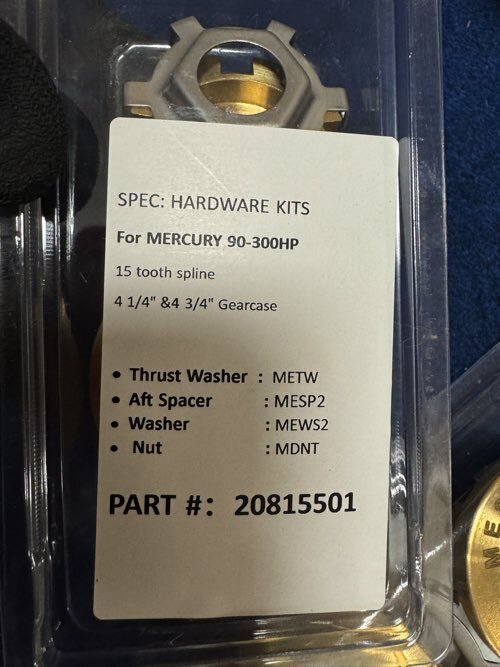 SPEC: HARDWARE KITS
For MERCURY 90-300HP
15 tooth spline
4 1/4" &4 3/4" Gearcase
• Thrust Washer : METW
• Aft Spacer : MESP2
• Washer : MEWS2
• Nut : MDNT
PART #: 20815501
ME